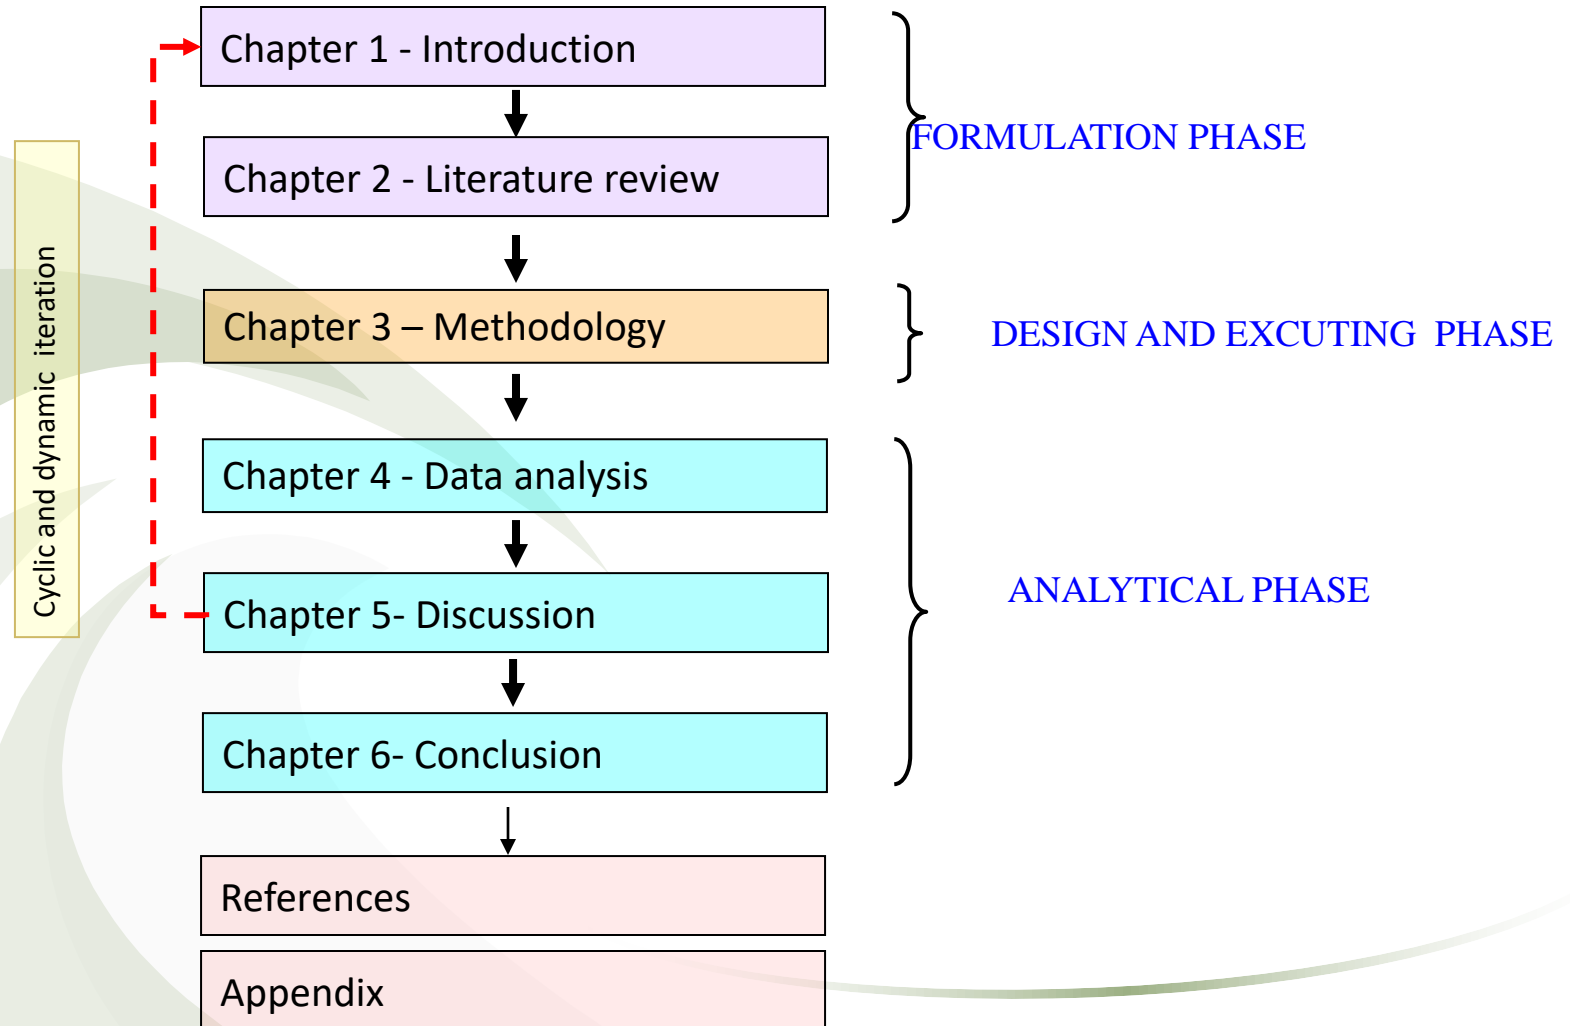 Chapter 1 - Introduction
FORMULATION PHASE
Chapter 2 - Literature review
Cyclic and dynamic  iteration
Chapter 3 – Methodology
DESIGN AND EXCUTING  PHASE
Chapter 4 - Data analysis
ANALYTICAL PHASE
Chapter 5- Discussion
Chapter 6- Conclusion
References
Appendix